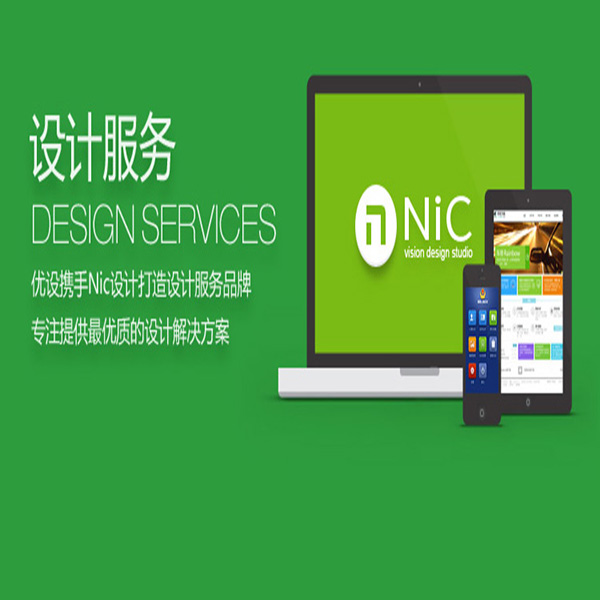 设计服务
DESIGN SERVICES
优设携手Nic设计打造设计服务品牌
专注提供最优质的设计解决方案
NiC
vision design studio